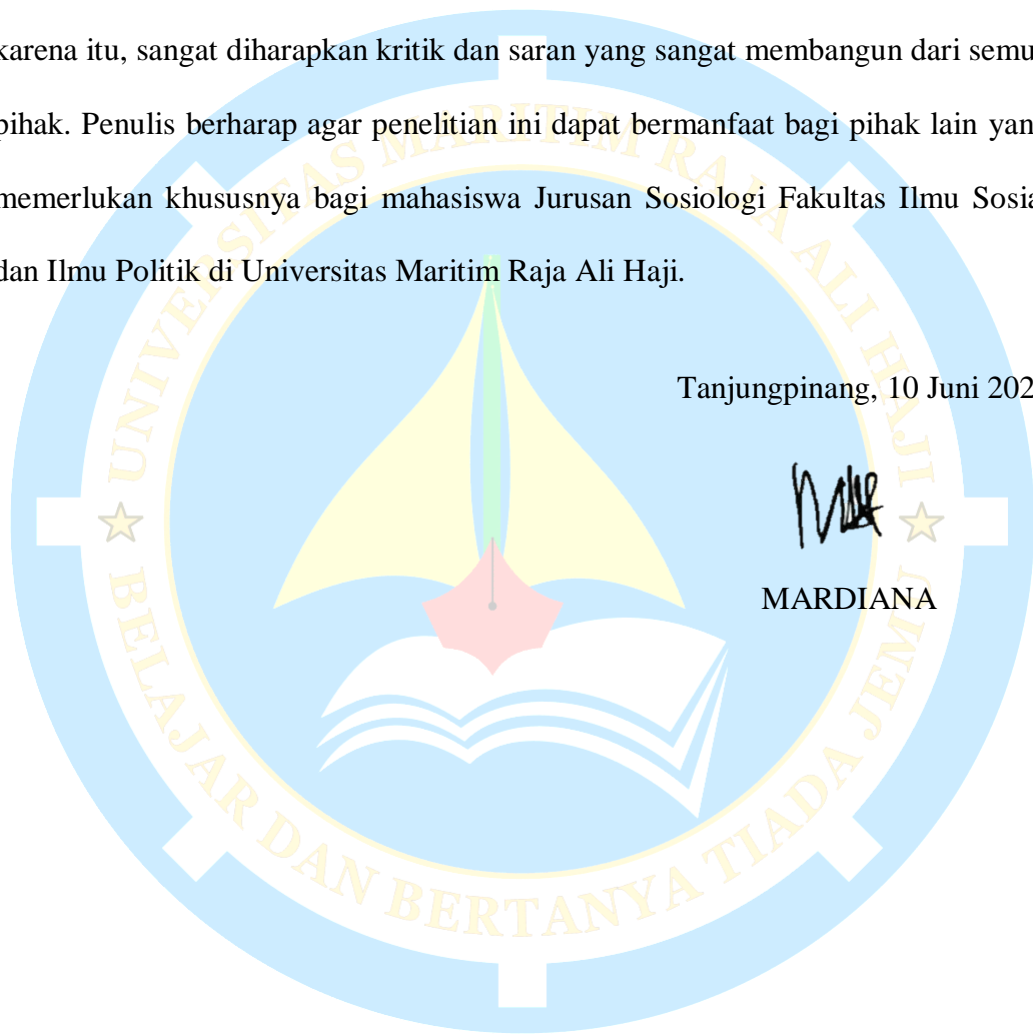 karena itu, sangat diharapkan kritik dan saran yang sangat membangun dari semu
pihak. Penulis berharap agar penelitian ini dapat bermanfaat bagi pihak lain yan
memerlukan khususnya bagi mahasiswa Jurusan Sosiologi Fakultas Ilmu Sosia
dan Ilmu Politik di Universitas Maritim Raja Ali Haji.
Tanjungpinang, 10 Juni 202
MARDIANA
UNIVERSITAS MARITIM RAJA ALI HAJI
BELAJAR DAN BERTANYA TIADA JEMU